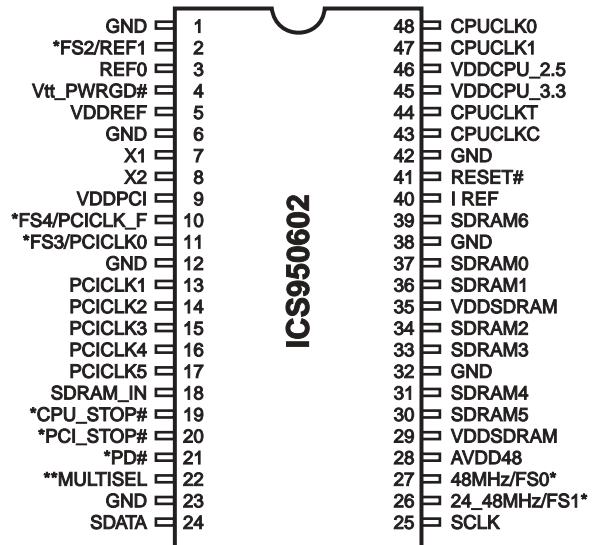 GND 1 48 CPUCLK0
*FS2/REF1 2 47 CPUCLK1
REF0 3 46 VDDCPU_2.5
Vtt_PWRGD# 4 45 VDDCPU_3.3
VDDREF 5 44 CPUCLKT
GND 6 43 CPUCLKC
X1 7 42 GND
X2 8 41 RESET#
VDDPCI 9 40 I REF
*FS4/PCICLK_F 10 39 SDRAM6
*FS3/PCICLK0 11 38 GND
GND 12 37 SDRAM0
PCICLK1 13 36 SDRAM1
PCICLK2 14 35 VDDSDRAM
PCICLK3 15 34 SDRAM2
PCICLK4 16 33 SDRAM3
PCICLK5 17 32 GND
SDRAM_IN 18 31 SDRAM4
*CPU_STOP# 19 30 SDRAM5
*PCI_STOP# 20 29 VDDSDRAM
*PD# 21 28 AVDD48
**MULTISEL 22 27 48MHz/FS0*
GND 23 26 24_48MHz/FS1*
SDATA 24 25 SCLK
ICS950602